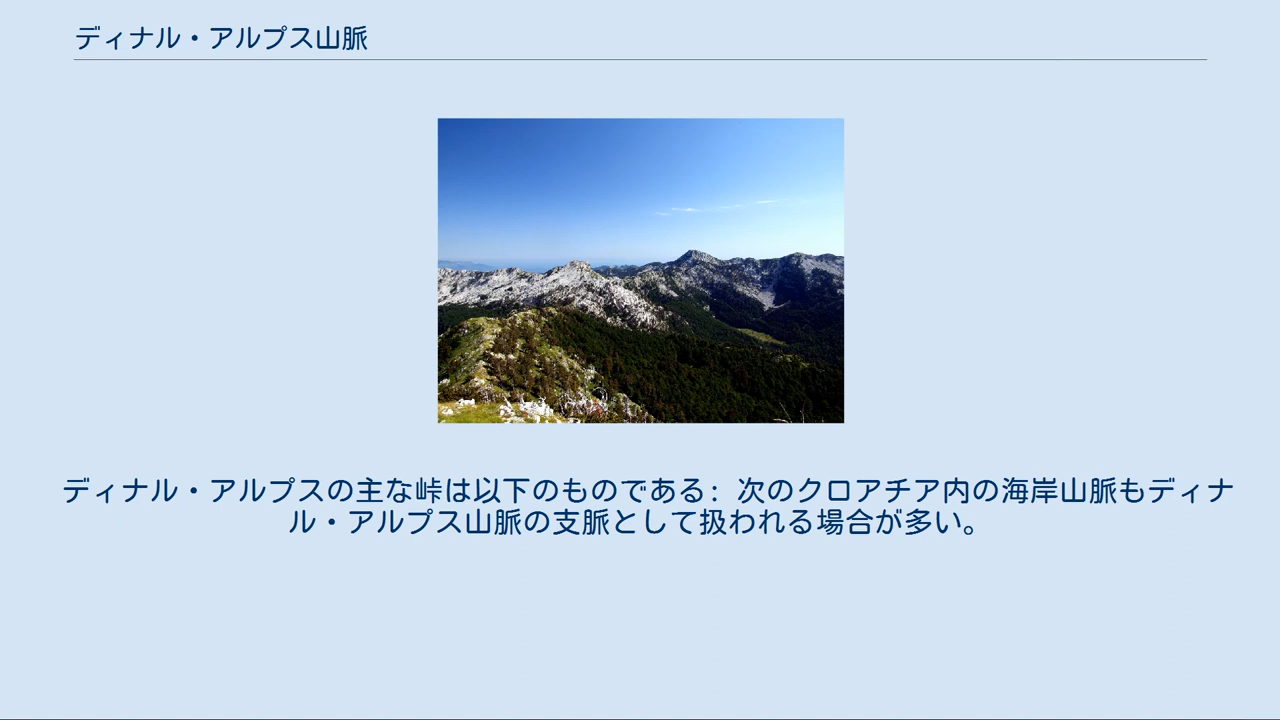 ディナル・アルプス山脈
ディナル・アルプスの主な峠は以下のものである: 次のクロアチア内の海岸山脈もディナ
ル・アルプス山脈の支脈として扱われる場合が多い。